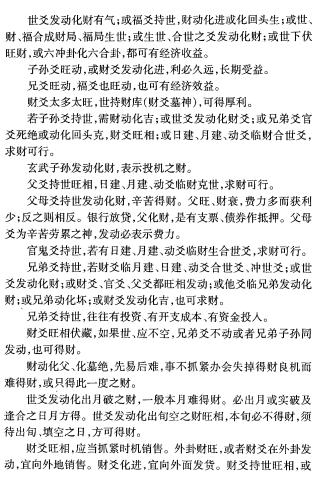 世爻发动化财有气；或福爻持世，财动化进或化回头生；或世、
财、福合成财局、福局生世；或生世、合世之爻发动化财；或世下伏
旺财，或六冲卦化六合卦，都可有经济收益。
子孙爻旺动，或财爻发动化进，利必久远，长期受益。
兄爻旺动，福爻也旺动，可有经济效益。
财爻太多太旺，世持财库（财爻墓神），可得厚利。
若子孙爻持世，需财动化吉；或世爻发动化财爻；或兄弟爻官
爻死绝或动化回头克，财爻旺相；或日建、月建、动爻临财合世爻，
求财可行。
玄武子孙发动化财，表示投机之财。
父爻持世旺相，日建、月建、动爻临财克世，求财可行。
父母爻持世发动化财，辛苦得财。父旺、财衰，费力多而获利
少；反之则相反。银行放贷，父化财，是有支票、债券作抵押。父母
爻为辛苦劳累之神，发动必表示费力。
官鬼爻持世，若有日建、月建、动爻临财生合世爻，求财可行。
兄弟爻持世，若财爻临月建、日建、动爻合世爻、冲世爻；或世
爻发动化财；或财爻、官爻、父爻都旺相发动；或他爻临兄弟发动化
财；或兄弟动化坏；或财爻发动化吉，也可求财。
兄弟爻持世，往往有投资、有开支成本、有资金投人。
财爻旺相伏藏，如果世、应不空，兄弟爻不动或者兄弟子孙同
发动，也可得财。
财动化父、化墓绝，先易后难，事不抓紧办会失掉得财良机而
难得财，或只得此一度之财。
世爻发动化出月破之财，一般本月难得财。必出月或实破及
逢合之日月方得。世爻发动化出旬空之财旺相，本旬必不得财，须
待出旬、填空之日，方可得财。
财爻旺相，应当抓紧时机销售。外卦财旺，或者财爻在外卦发
动，宜向外地销售。财爻化进，宜向外面发货。财爻持世旺相，或